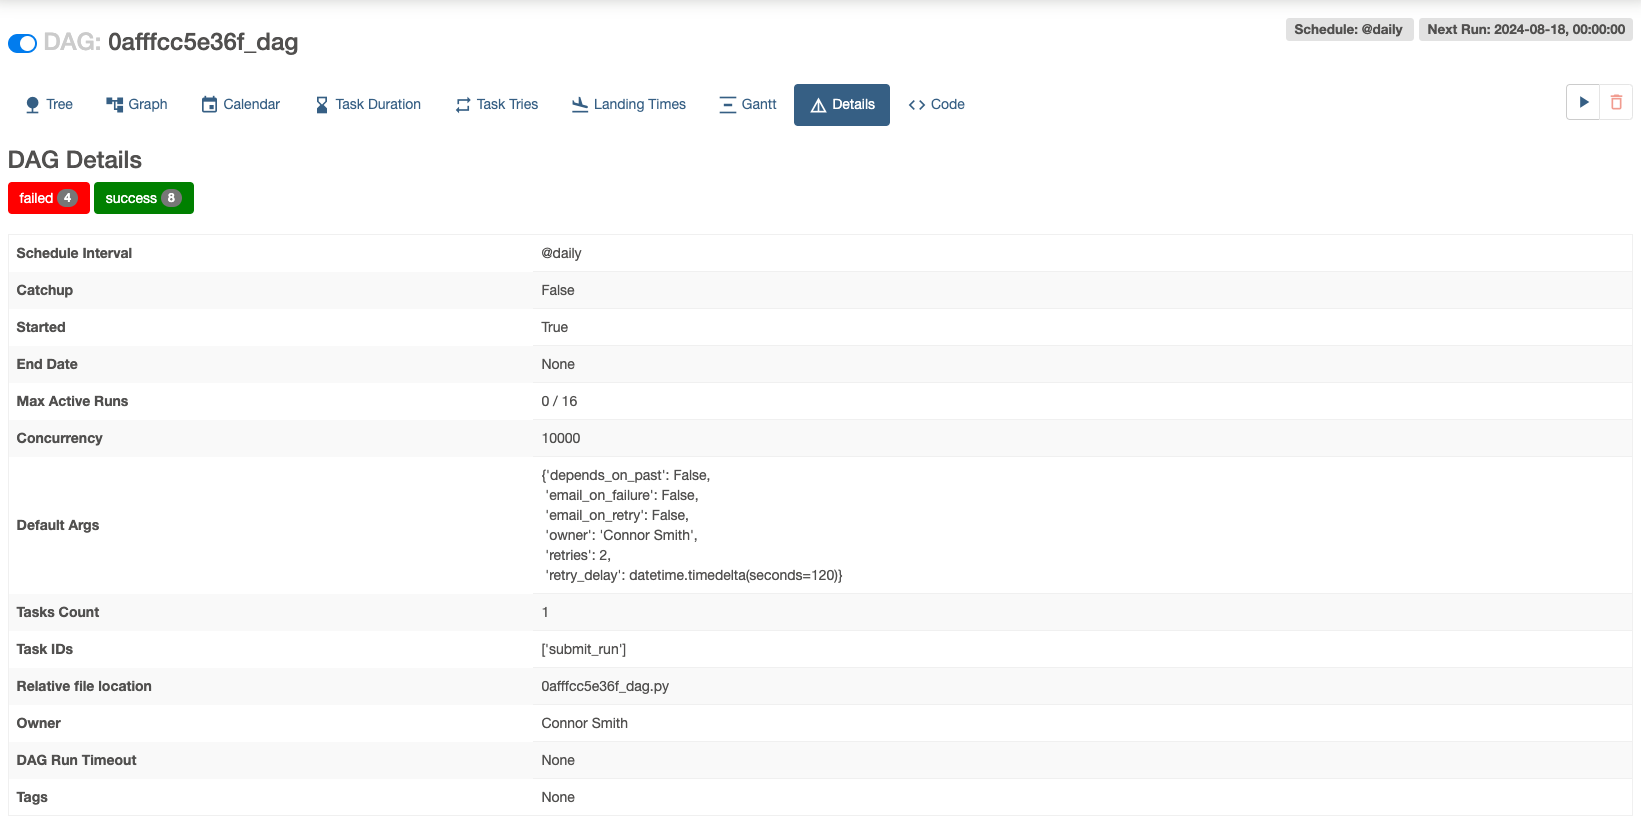 DAG: 0afffcc5e36f_dag
Schedule: @daily
Next Run: 2024-08-18, 00:00:00
Tree
Graph
Calendar
Task Duration
Task Tries
Landing Times
Gantt
Details
Code
DAG Details
failed 4
success 8
Schedule Interval @daily
Catchup False
Started True
End Date None
Max Active Runs 0 / 16
Concurrency 10000
Default Args
{'depends_on_past': False,
'email_on_failure': False,
'email_on_retry': False,
'owner': 'Connor Smith',
'retries': 2,
'retry_delay': datetime.timedelta(seconds=120)}
Tasks Count 1
Task IDs ['submit_run']
Relative file location 0afffcc5e36f_dag.py
Owner Connor Smith
DAG Run Timeout None
Tags None